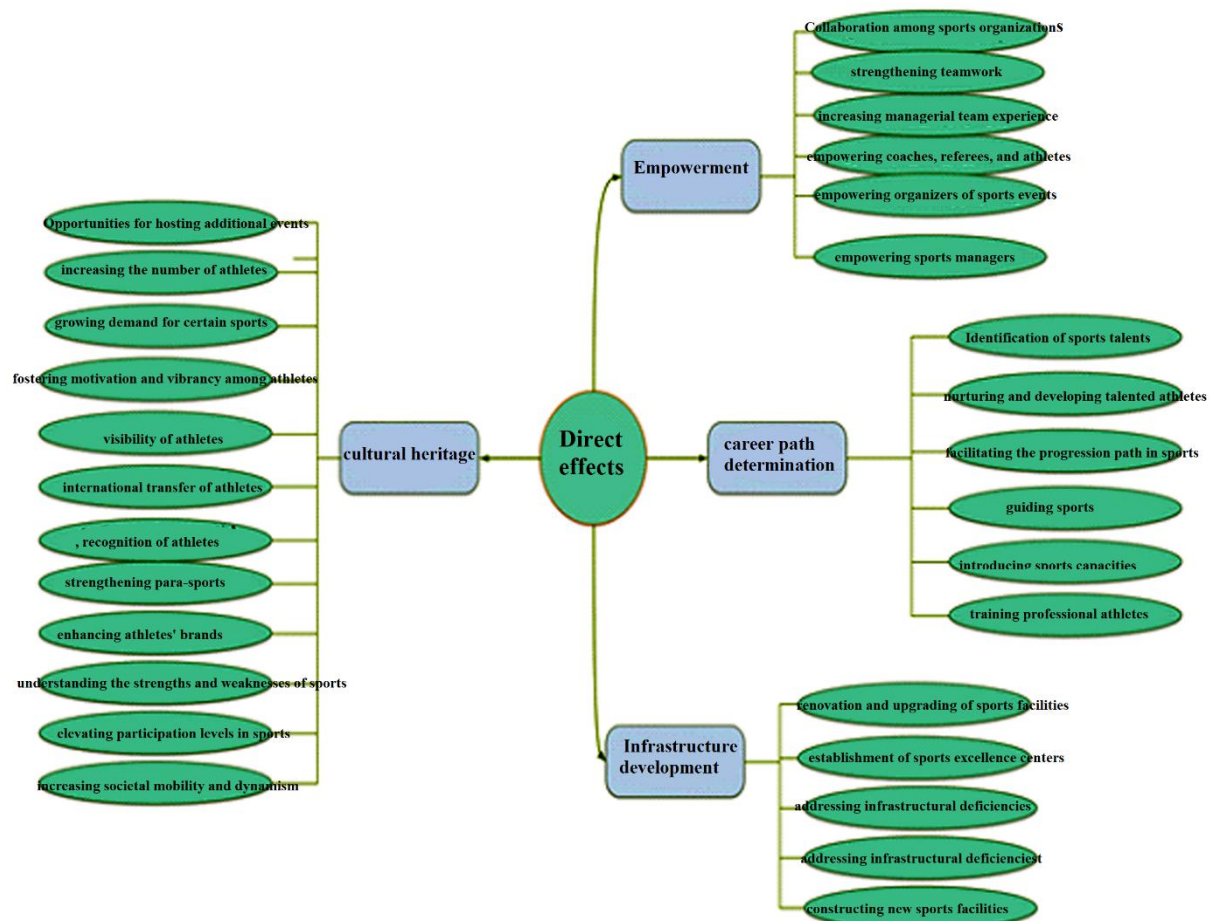 Collaboration among sports organizations
strengthening teamwork
increasing managerial team experience
empowering coaches, referees, and athletes
empowering organizers of sports events
empowering sports managers
Empowerment
Opportunities for hosting additional events
increasing the number of athletes
growing demand for certain sports
fostering motivation and vibrancy among athletes
visibility of athletes
international transfer of athletes
, recognition of athletes
strengthening para-sports
enhancing athletes' brands
understanding the strengths and weaknesses of sports
elevating participation levels in sports
increasing societal mobility and dynamism
cultural heritage
Direct
effects
career path
determination
Identification of sports talents
nurturing and developing talented athletes
facilitating the progression path in sports
guiding sports
introducing sports capacities
training professional athletes
Infrastructure
development
renovation and upgrading of sports facilities
establishment of sports excellence centers
addressing infrastructural deficiencies
addressing infrastructural deficienciest
constructing new sports facilities